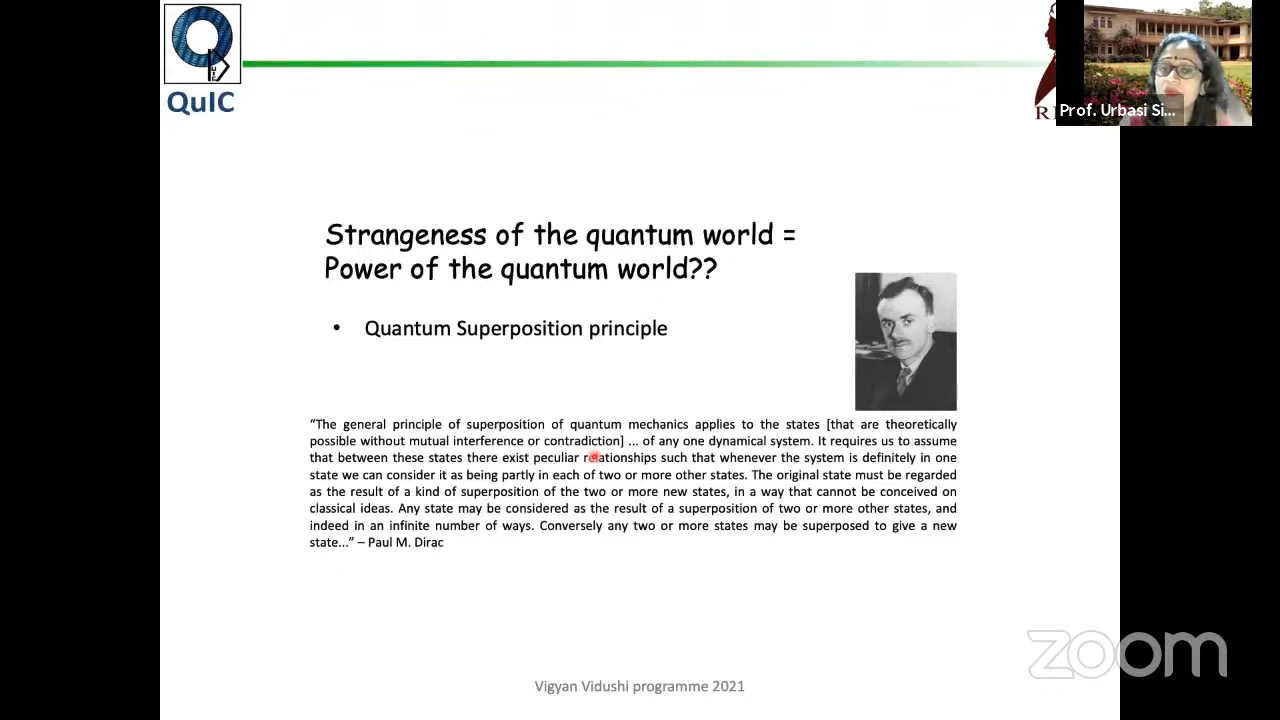 QuIC
R
Prof. Urbasi Si...
Strangeness of the quantum world =
Power of the quantum world??
• Quantum Superposition principle
“The general principle of superposition of quantum mechanics applies to the states [that are theoretically
possible without mutual interference or contradiction] ... of any one dynamical system. It requires us to assume
that between these states there exist peculiar relationships such that whenever the system is definitely in one
state we can consider it as being partly in each of two or more other states. The original state must be regarded
as the result of a kind of superposition of the two or more new states, in a way that cannot be conceived on
classical ideas. Any state may be considered as the result of a superposition of two or more other states, and
indeed in an infinite number of ways. Conversely any two or more states may be superposed to give a new
state...” – Paul M. Dirac
zoom
Vigyan Vidushi programme 2021